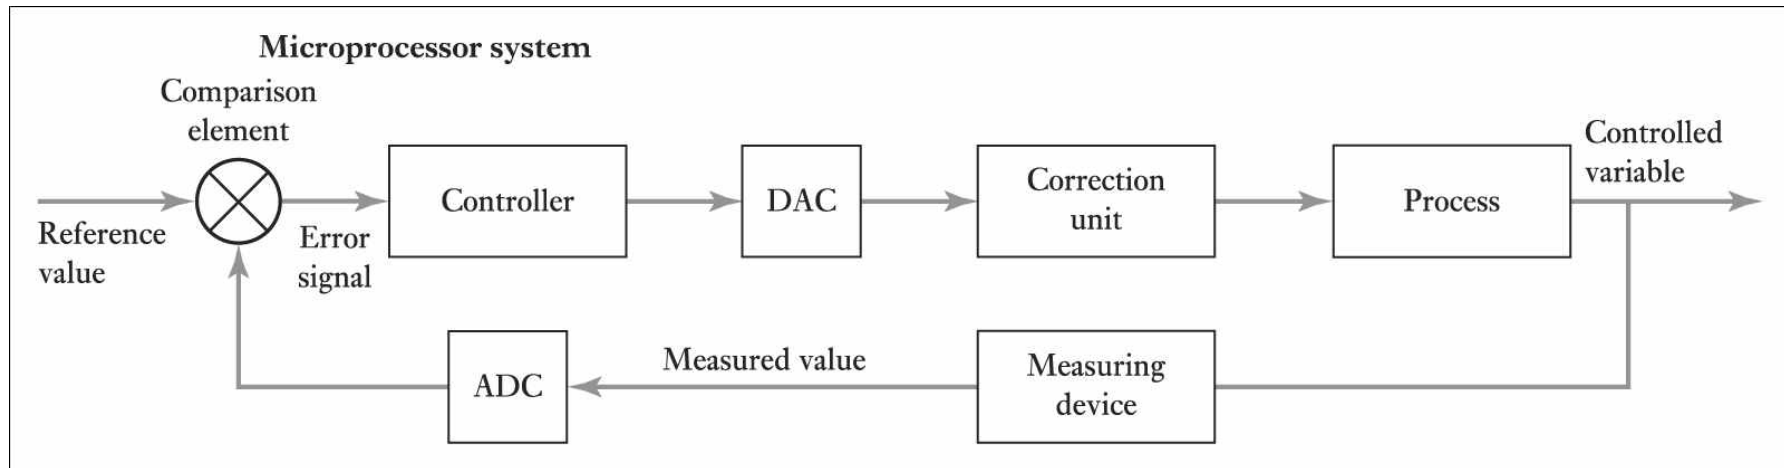 Microprocessor system
Comparison
element
Reference
value
Error
signal
Controller
DAC
Correction
unit
Process
Controlled
variable
ADC
Measured value
Measuring
device